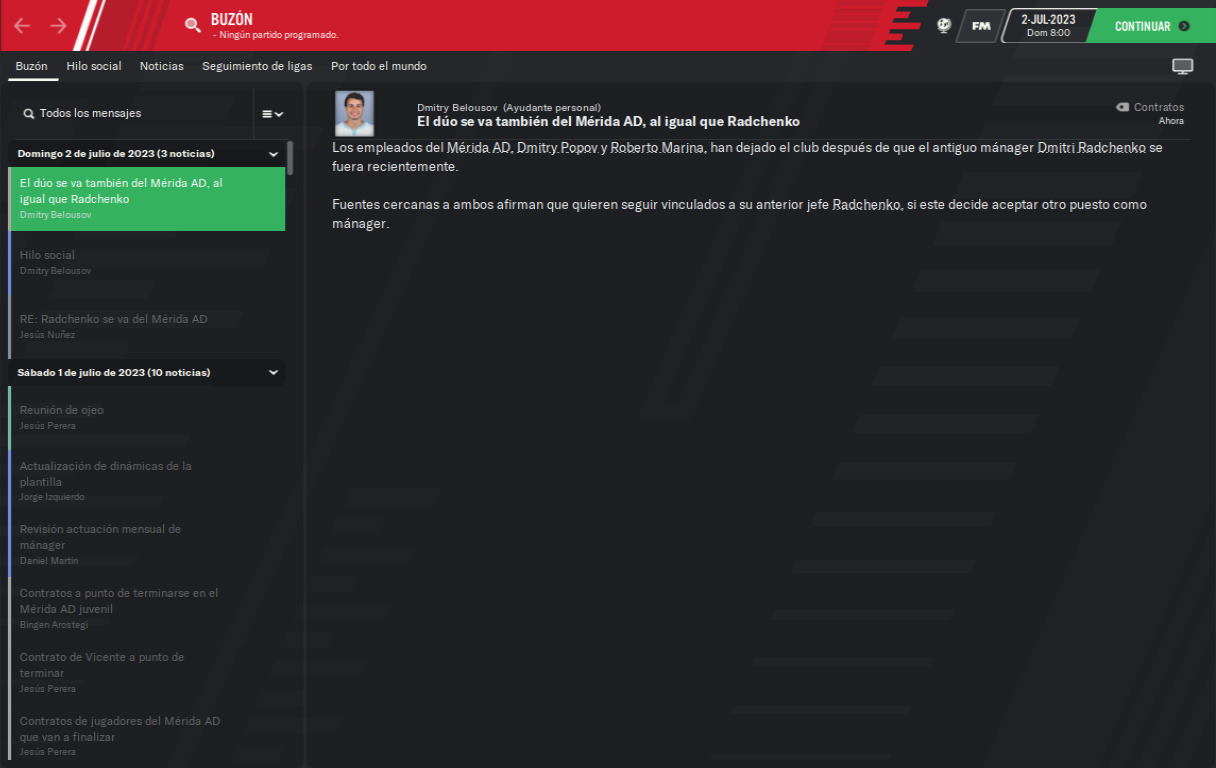 BUZÓN
- Ningún partido programado.
FM
2-JUL-2023
Dom 8:00
CONTINUAR
Buzón
Hilo social
Noticias
Seguimiento de ligas
Por todo el mundo
Todos los mensajes
Domingo 2 de julio de 2023 (3 noticias)
El dúo se va también del Mérida AD, al
igual que Radchenko
Dmitry Belousov
Hilo social
Dmitry Belousov
RE: Radchenko se va del Mérida AD
Jesús Nuñez
Sábado 1 de julio de 2023 (10 noticias)
Reunión de ojeo
Jesús Perera
Actualización de dinámicas de la
plantilla
Jorge Izquierdo
Revisión actuación mensual de
mánager
Daniel Martin
Contratos a punto de terminarse en el
Mérida AD juvenil
Bingen Arostegi
Contrato de Vicente a punto de
terminar
Jesús Perera
Contratos de jugadores del Mérida AD
que van a finalizar
Jesús Perera
Dmitry Belousov (Ayudante personal)
El dúo se va también del Mérida AD, al igual que Radchenko
Contratos
Ahora
Los empleados del Mérida AD, Dmitry Popov y Roberto Marina, han dejado el club después de que el antiguo mánager Dmitri Radchenko se
fuera recientemente.
Fuentes cercanas a ambos afirman que quieren seguir vinculados a su anterior jefe Radchenko, si este decide aceptar otro puesto como
mánager.